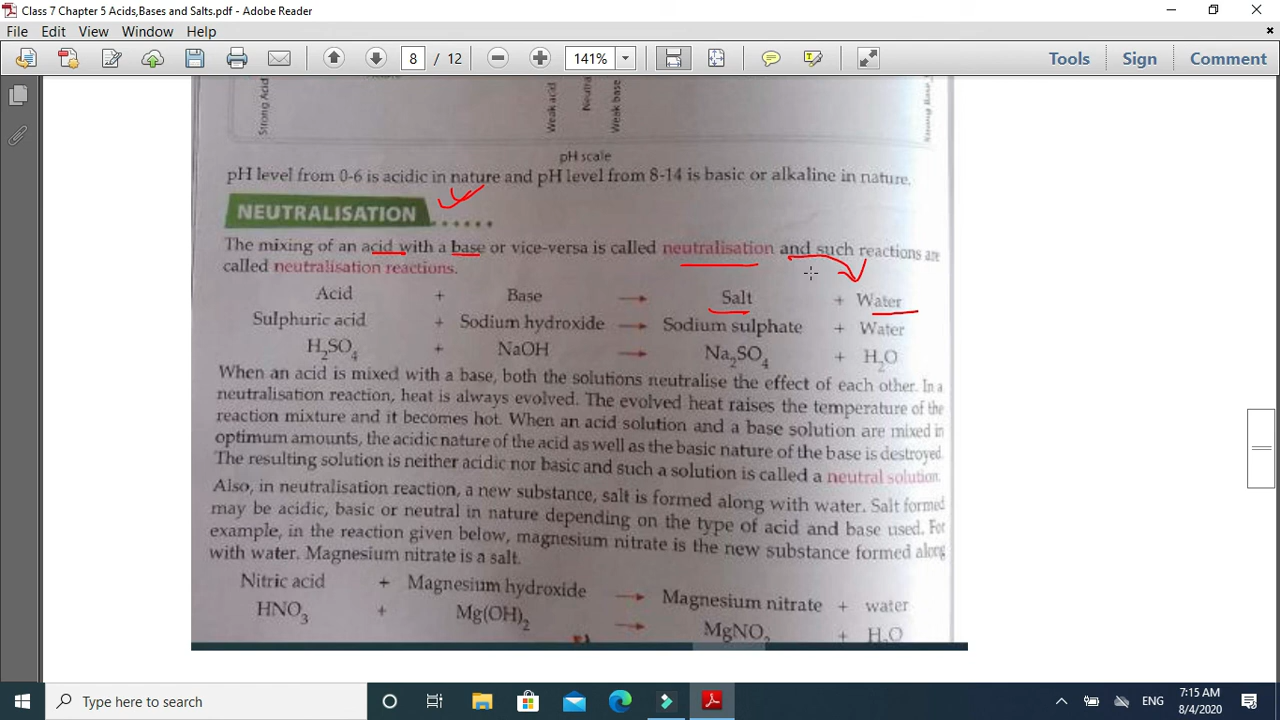 Class 7 Chapter 5 Acids,Bases and Salts.pdf - Adobe Reader
File Edit View Window Help
8 / 12 141% Tools Sign Comment
Strong Acid
Weak acid
Weak base
pH scale
pH level from 0-6 is acidic in nature and pH level from 8-14 is basic or alkaline in nature.
NEUTRALISATION
The mixing of an acid with a base or vice-versa is called neutralisation and such reactions are
called neutralisation reactions.
Acid + Base → Salt + Water
Sulphuric acid + Sodium hydroxide → Sodium sulphate + Water
H₂SO₄ + NaOH → Na₂SO₄ + H₂O
When an acid is mixed with a base, both the solutions neutralise the effect of each other. In a
neutralisation reaction, heat is always evolved. The evolved heat raises the temperature of the
reaction mixture and it becomes hot. When an acid solution and a base solution are mixed in
optimum amounts, the acidic nature of the acid as well as the basic nature of the base is destroyed.
The resulting solution is neither acidic nor basic and such a solution is called a neutral solution.
Also, in neutralisation reaction, a new substance, salt is formed along with water. Salt formed
may be acidic, basic or neutral in nature depending on the type of acid and base used. For
example, in the reaction given below, magnesium nitrate is the new substance formed along
with water. Magnesium nitrate is a salt.
Nitric acid + Magnesium hydroxide → Magnesium nitrate + water
HNO₃ + Mg(OH)₂ → MgNO₃ + H₂O
Type here to search
ENG
7:15 AM
8/4/2020